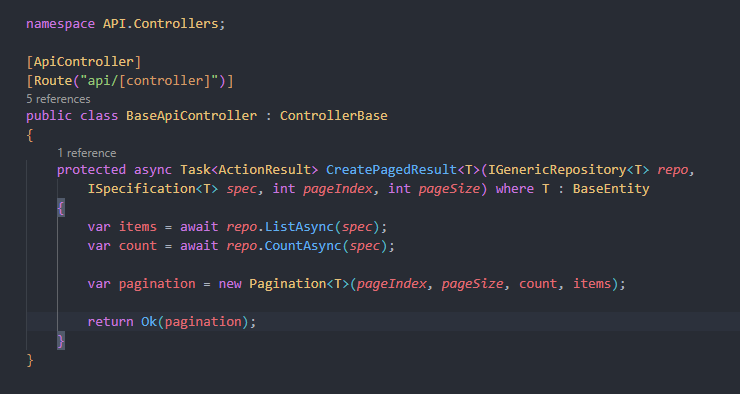 namespace API.Controllers;
[ApiController]
[Route("api/[controller]")]
5 references
public class BaseApiController : ControllerBase
{
1 reference
protected async Task<ActionResult> CreatePagedResult<T>(IGenericRepository<T> repo,
ISpecification<T> spec, int pageIndex, int pageSize) where T : BaseEntity
{
var items = await repo.ListAsync(spec);
var count = await repo.CountAsync(spec);
var pagination = new Pagination<T>(pageIndex, pageSize, count, items);
return Ok(pagination);
}
}